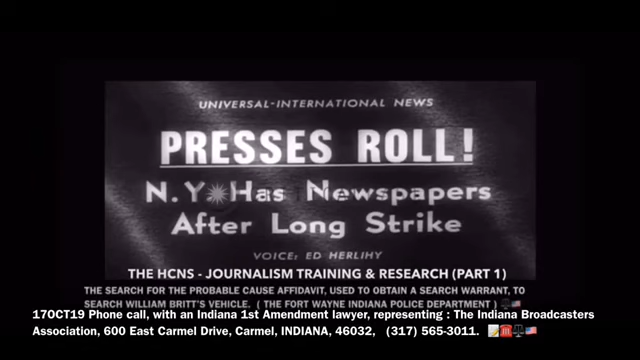 UNIVERSAL-INTERNATIONAL NEWS
PRESSES ROLL!
N.Y. Has Newspapers
After Long Strike
VOICE: ED HERLIHY
THE HCNS - JOURNALISM TRAINING & RESEARCH (PART 1)
THE SEARCH FOR THE PROBABLE CAUSE AFFIDAVIT, USED TO OBTAIN A SEARCH WARRANT, TO
SEARCH WILLIAM BRITT'S VEHICLE. ( THE FORT WAYNE INDIANA POLICE DEPARTMENT ) ⚖️🇺🇸
17OCT19 Phone call, with an Indiana 1st Amendment lawyer, representing : The Indiana Broadcasters
Association, 600 East Carmel Drive, Carmel, INDIANA, 46032, (317) 565-3011. 📝☎️⚖️🇺🇸